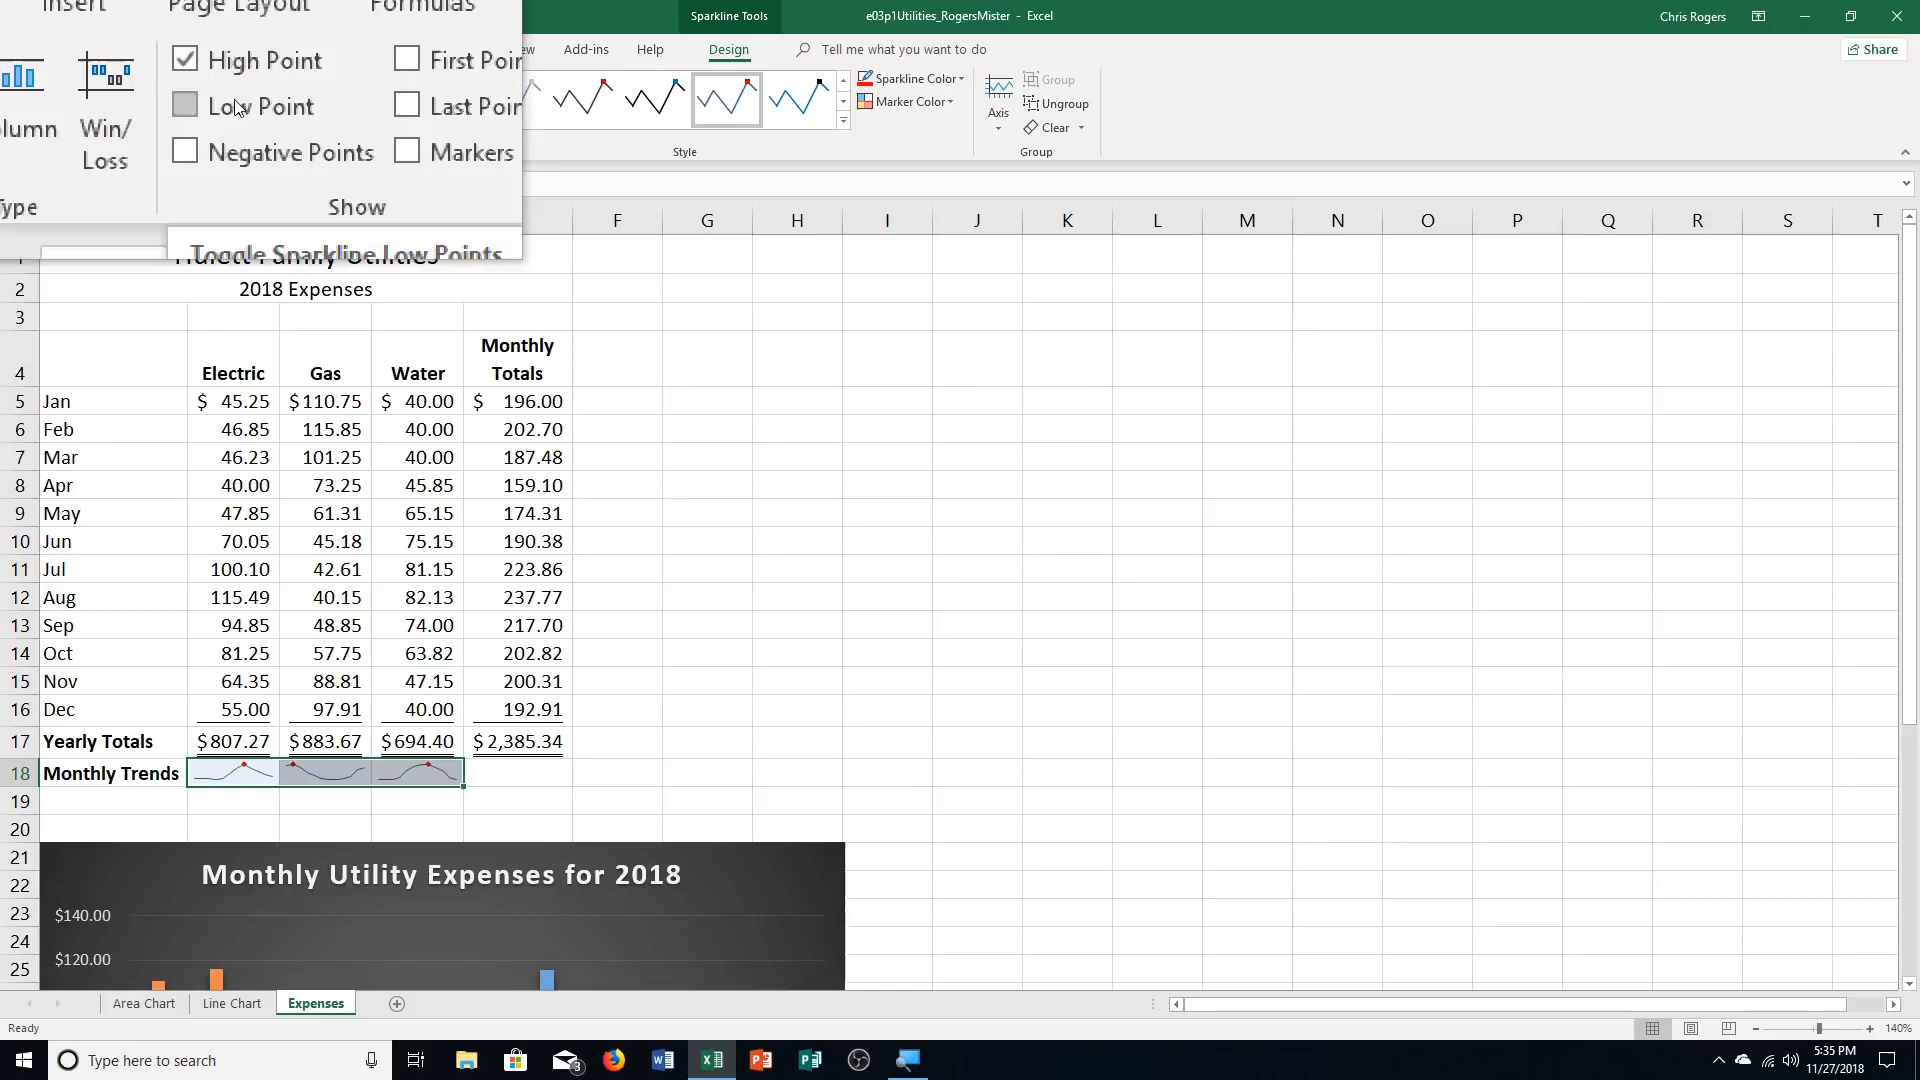 Insert Page Layout Formulas
Sparkline Tools e03p1Utilities_RogersMister - Excel Chris Rogers
Add-ins Help Design Tell me what you want to do Share
High Point
Low Point
Negative Points Markers
Win/
Loss
Show
Toggle Sparkline Low Points
Sparkline Color
Marker Color
Style
Axis
Group
Ungroup
Clear
Group
F G H I J K L M N O P Q R S T
2 2018 Expenses
3
Monthly
4 Electric Gas Water Totals
5 Jan $ 45.25 $110.75 $ 40.00 $ 196.00
6 Feb 46.85 115.85 40.00 202.70
7 Mar 46.23 101.25 40.00 187.48
8 Apr 40.00 73.25 45.85 159.10
9 May 47.85 61.31 65.15 174.31
10 Jun 70.05 45.18 75.15 190.38
11 Jul 100.10 42.61 81.15 223.86
12 Aug 115.49 40.15 82.13 237.77
13 Sep 94.85 48.85 74.00 217.70
14 Oct 81.25 57.75 63.82 202.82
15 Nov 64.35 88.81 47.15 200.31
16 Dec 55.00 97.91 40.00 192.91
17 Yearly Totals $807.27 $883.67 $694.40 $2,385.34
18 Monthly Trends
19
20
21
22
23
24
25
Monthly Utility Expenses for 2018
$140.00
$120.00
Area Chart Line Chart Expenses
Ready 140%
Type here to search 3
5:35 PM
11/27/2018